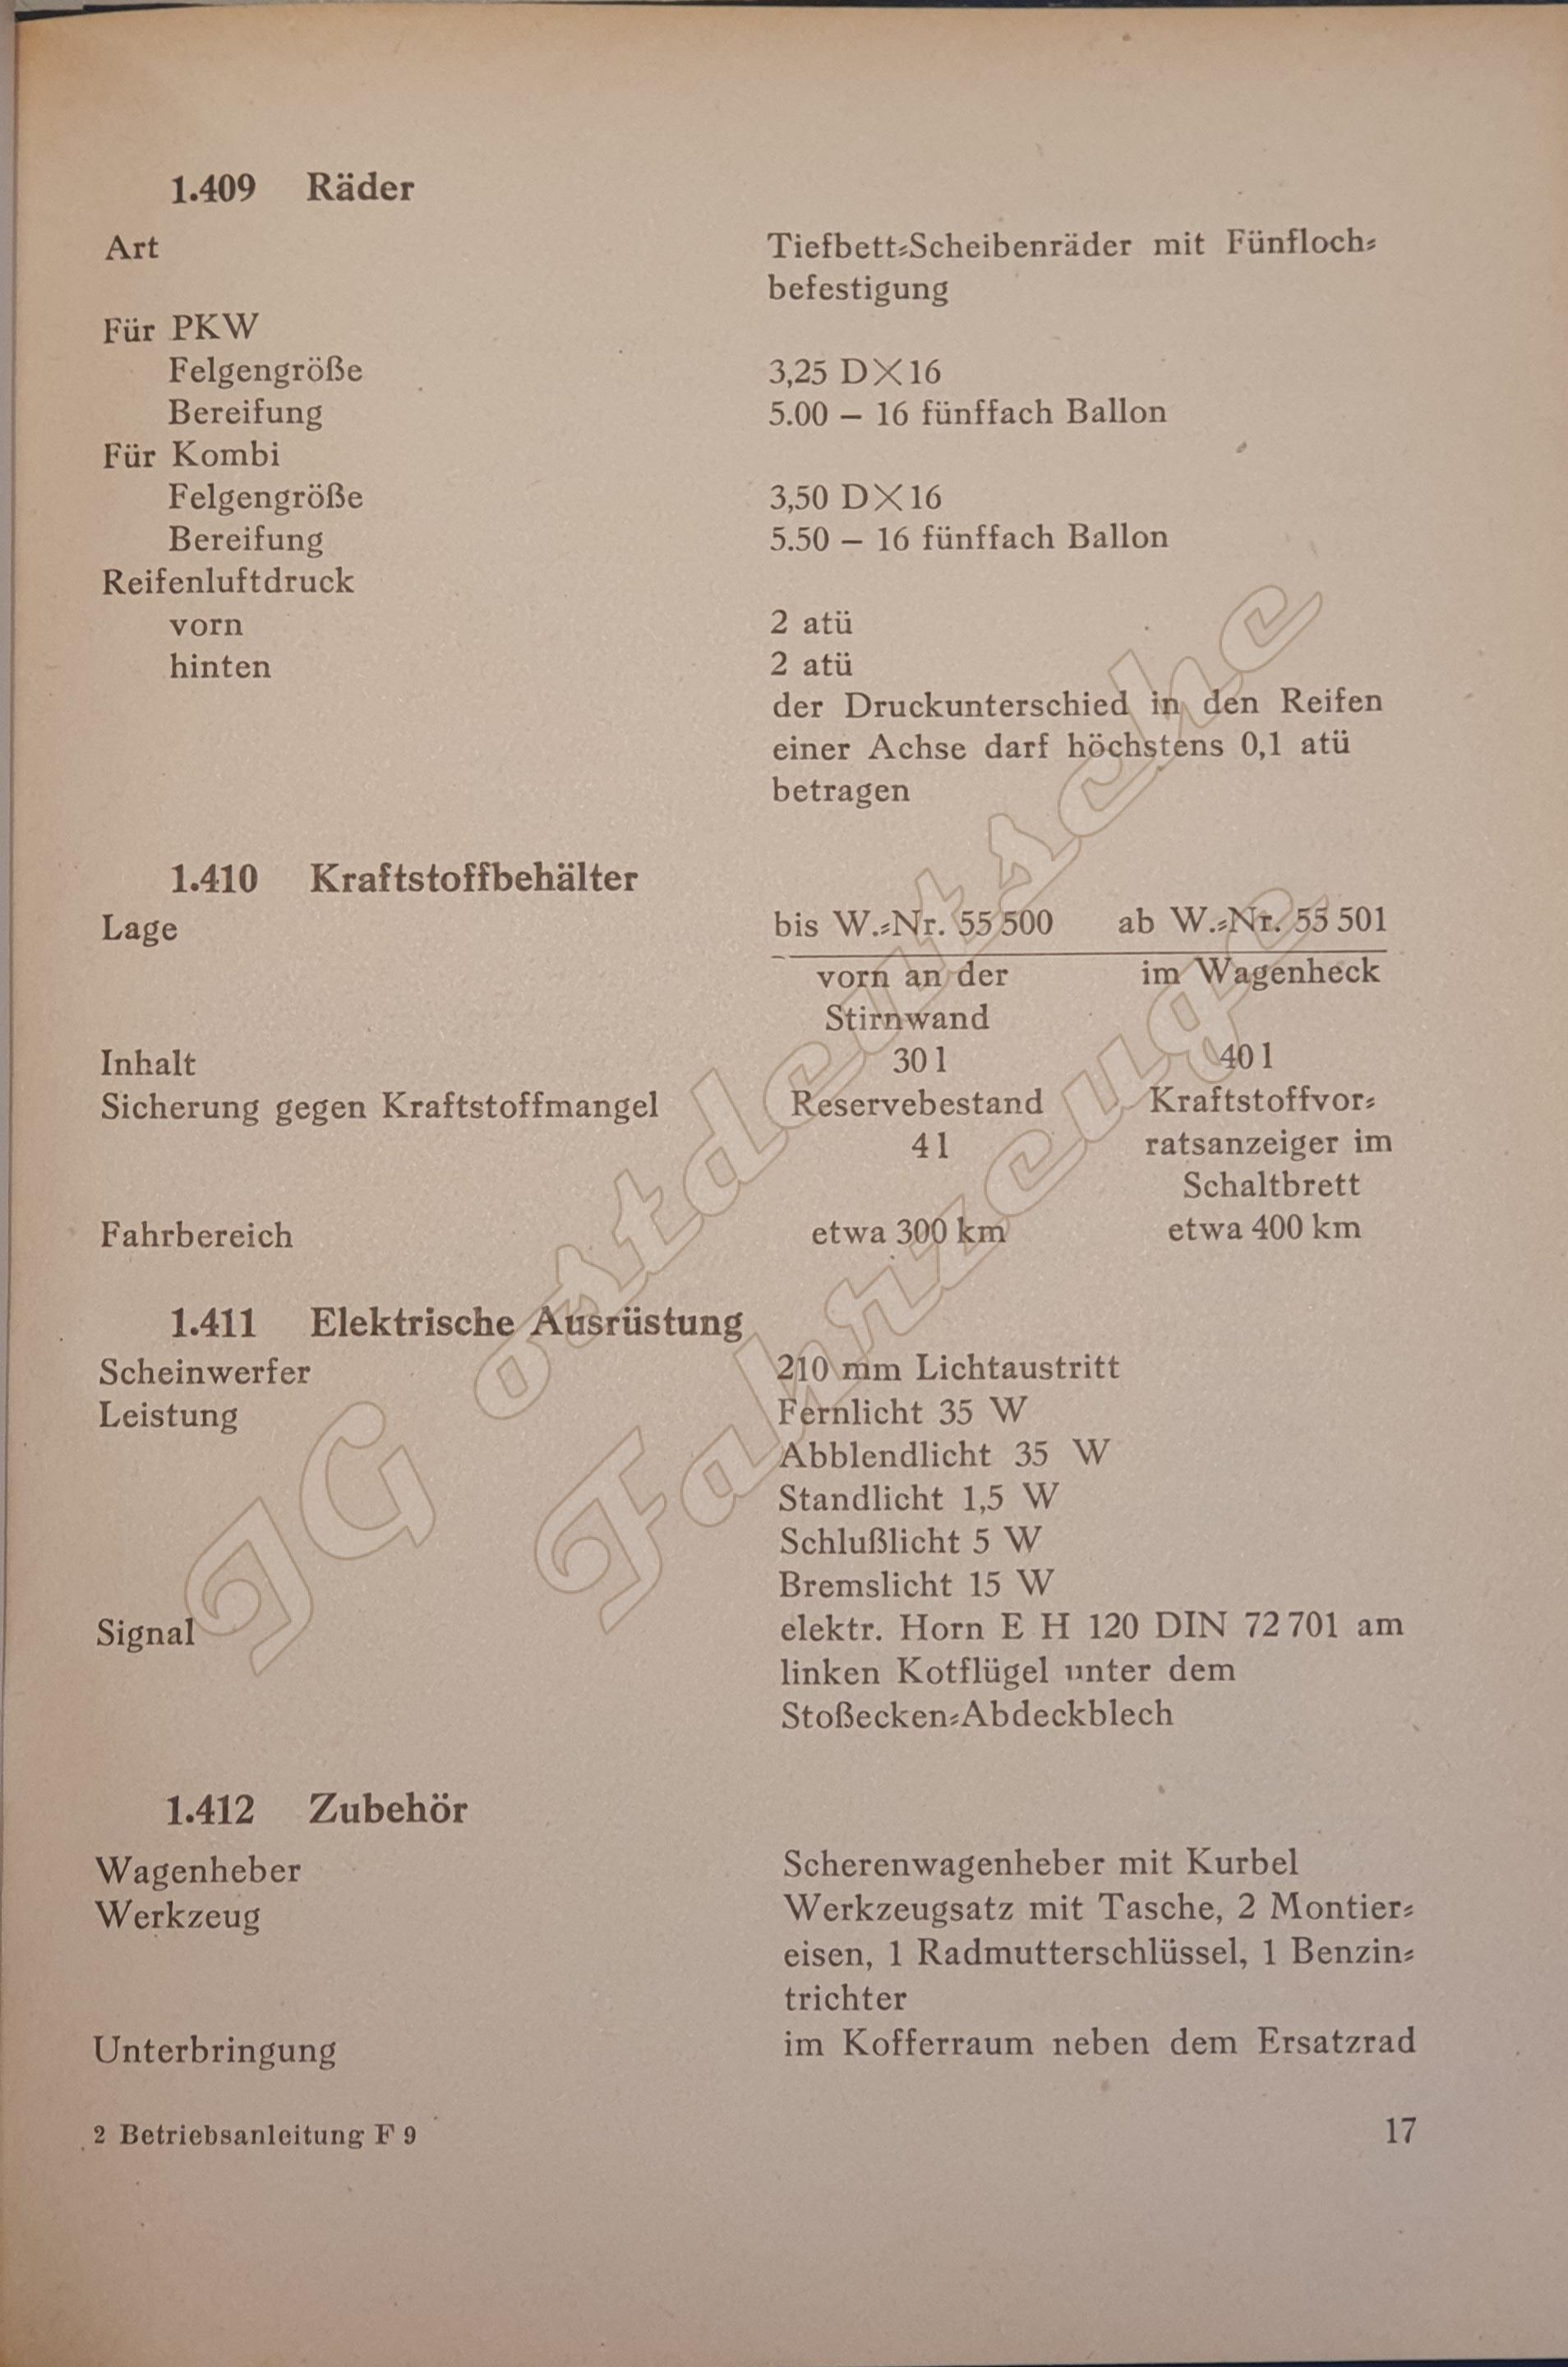 1.409 Räder
Art Tiefbett-Scheibenräder mit Fünfloch-
befestigung
Für PKW
Felgengröße 3,25 D×16
Bereifung 5.00 – 16 fünffach Ballon
Für Kombi
Felgengröße 3,50 D×16
Bereifung 5.50 – 16 fünffach Ballon
Reifenluftdruck
vorn 2 atü
hinten 2 atü
der Druckunterschied in den Reifen
einer Achse darf höchstens 0,1 atü
betragen
1.410 Kraftstoffbehälter
Lage bis W.-Nr. 55 500 ab W.-Nr. 55 501
vorn an der im Wagenheck
Stirnwand
Inhalt 30 l 40 l
Sicherung gegen Kraftstoffmangel Reservebestand Kraftstoffvor-
4 l ratsanzeiger im
Schaltbrett
Fahrbereich etwa 300 km etwa 400 km
1.411 Elektrische Ausrüstung
Scheinwerfer 210 mm Lichtaustritt
Leistung Fernlicht 35 W
Abblendlicht 35 W
Standlicht 1,5 W
Schlußlicht 5 W
Bremslicht 15 W
Signal elektr. Horn E H 120 DIN 72 701 am
linken Kotflügel unter dem
Stoßecken-Abdeckblech
1.412 Zubehör
Wagenheber Scherenwagenheber mit Kurbel
Werkzeug Werkzeugsatz mit Tasche, 2 Montier-
eisen, 1 Radmutterschlüssel, 1 Benzin-
trichter
Unterbringung im Kofferraum neben dem Ersatzrad
2 Betriebsanleitung F 9 17
IG ostdeutsche
Fahrzeuge